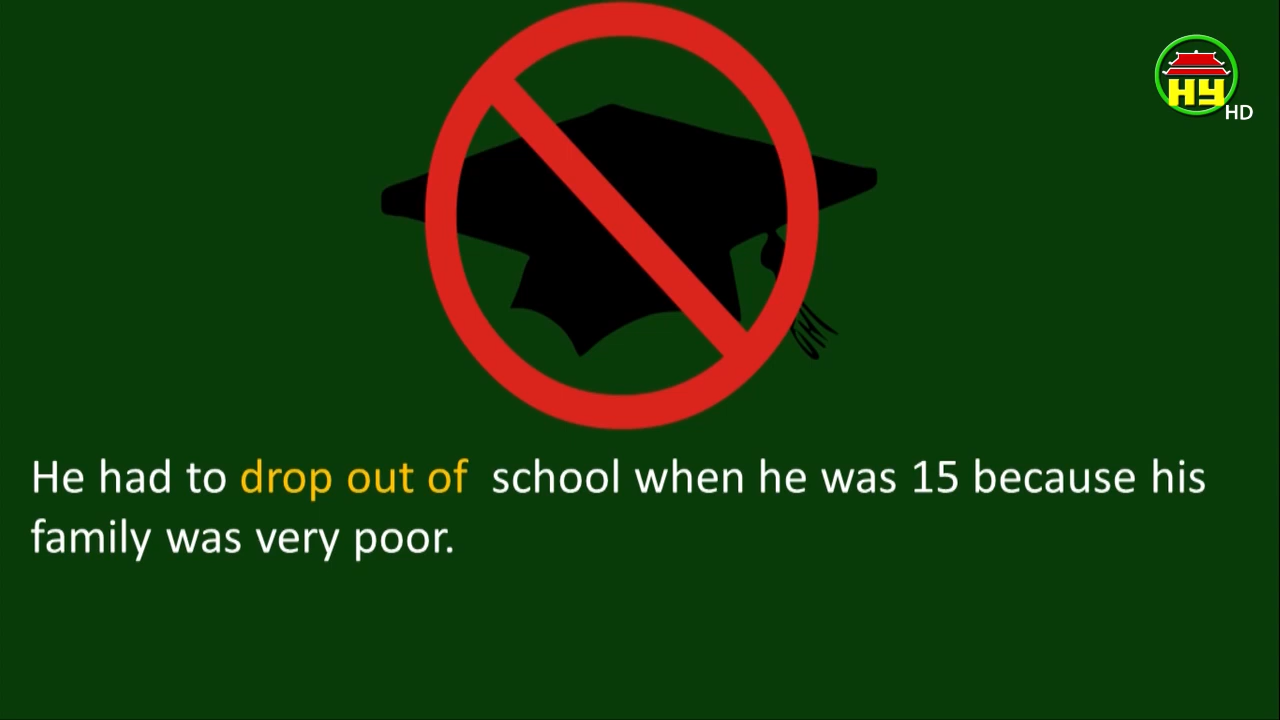 HY
HD
He had to drop out of school when he was 15 because his
family was very poor.